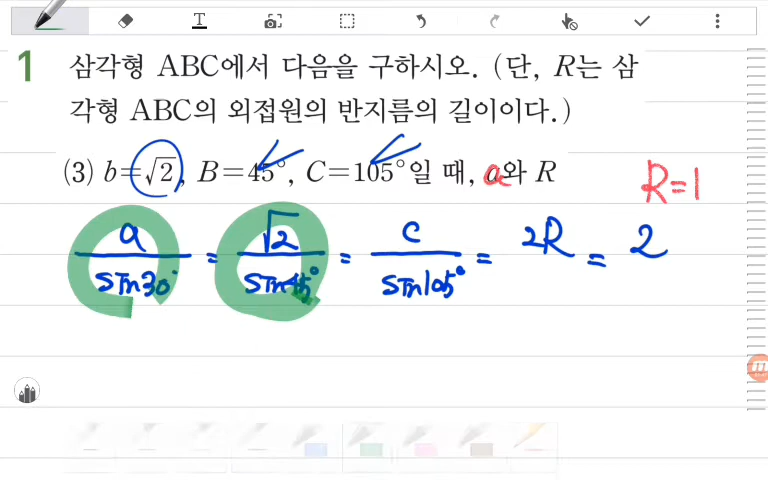 T
1 삼각형 ABC에서 다음을 구하시오. (단, R는 삼
각형 ABC의 외접원의 반지름의 길이이다.)
(3) b=√2, B=45°, C=105°일 때, a와 R
R=1
a/sin30° = √2/sin45° = c/sin105° = 2R = 2